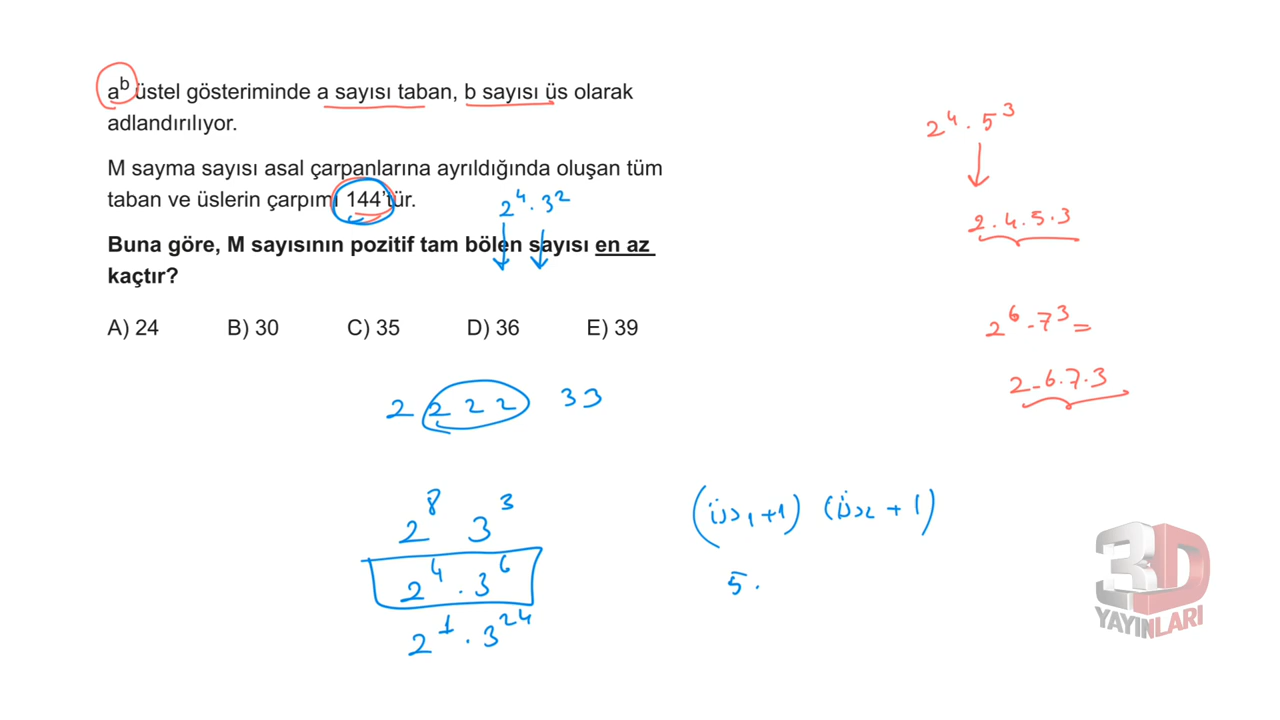 aᵇ üstel gösteriminde a sayısı taban, b sayısı üs olarak
adlandırılıyor.
M sayma sayısı asal çarpanlarına ayrıldığında oluşan tüm
taban ve üslerin çarpımı 144'tür.
2⁴ · 3²
Buna göre, M sayısının pozitif tam bölen sayısı en az
kaçtır?
A) 24 B) 30 C) 35 D) 36 E) 39
2⁴ · 5³
2 · 4 · 5 · 3
2⁶ · 7³ =
2 · 6 · 7 · 3
2 2 2 2 3 3
2⁸ 3³
2⁴ · 3⁶
2¹ · 3²⁴
(üs₁ + 1) (üs₂ + 1)
5 ·
3D
YAYINLARI